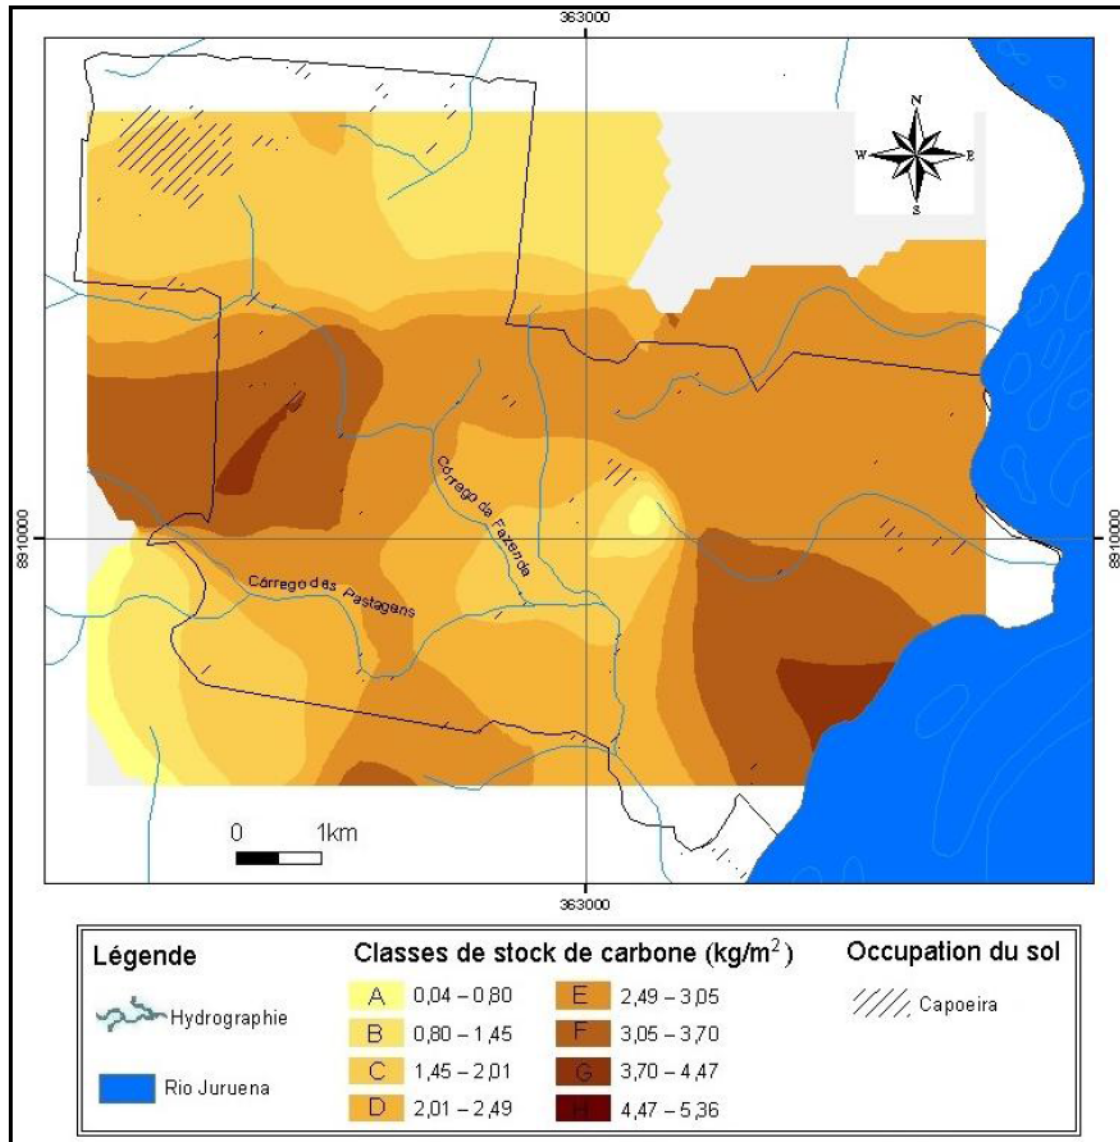 363000
N
W
E
S
8910000
8910000
Córrego da Fazenda
Córrego das Pastagens
0 1km
363000
Légende
Hydrographie
Rio Juruena
Classes de stock de carbone (kg/m²)
A 0,04 – 0,80
B 0,80 – 1,45
C 1,45 – 2,01
D 2,01 – 2,49
E 2,49 – 3,05
F 3,05 – 3,70
G 3,70 – 4,47
H 4,47 – 5,36
Occupation du sol
Capoeira